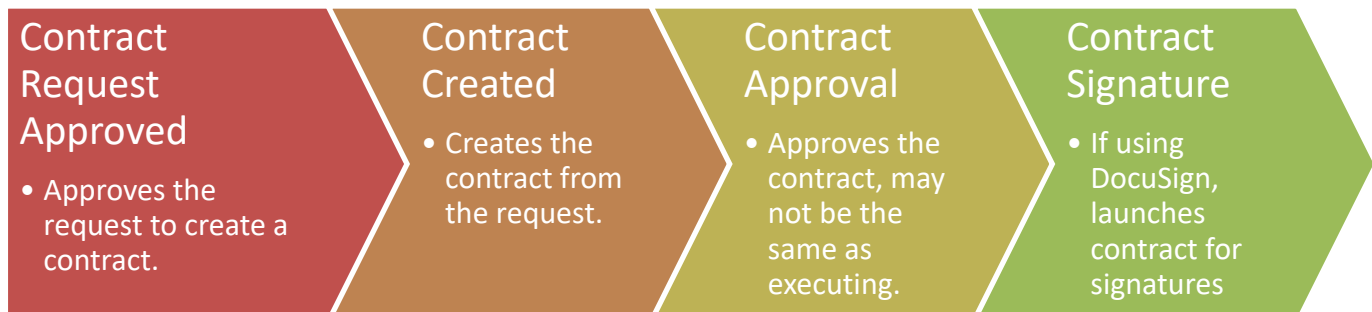 Contract
Request
Approved
• Approves the
request to create a
contract.
Contract
Created
• Creates the
contract from
the request.
Contract
Approval
• Approves the
contract, may
not be the
same as
executing.
Contract
Signature
• If using
DocuSign,
launches
contract for
signatures